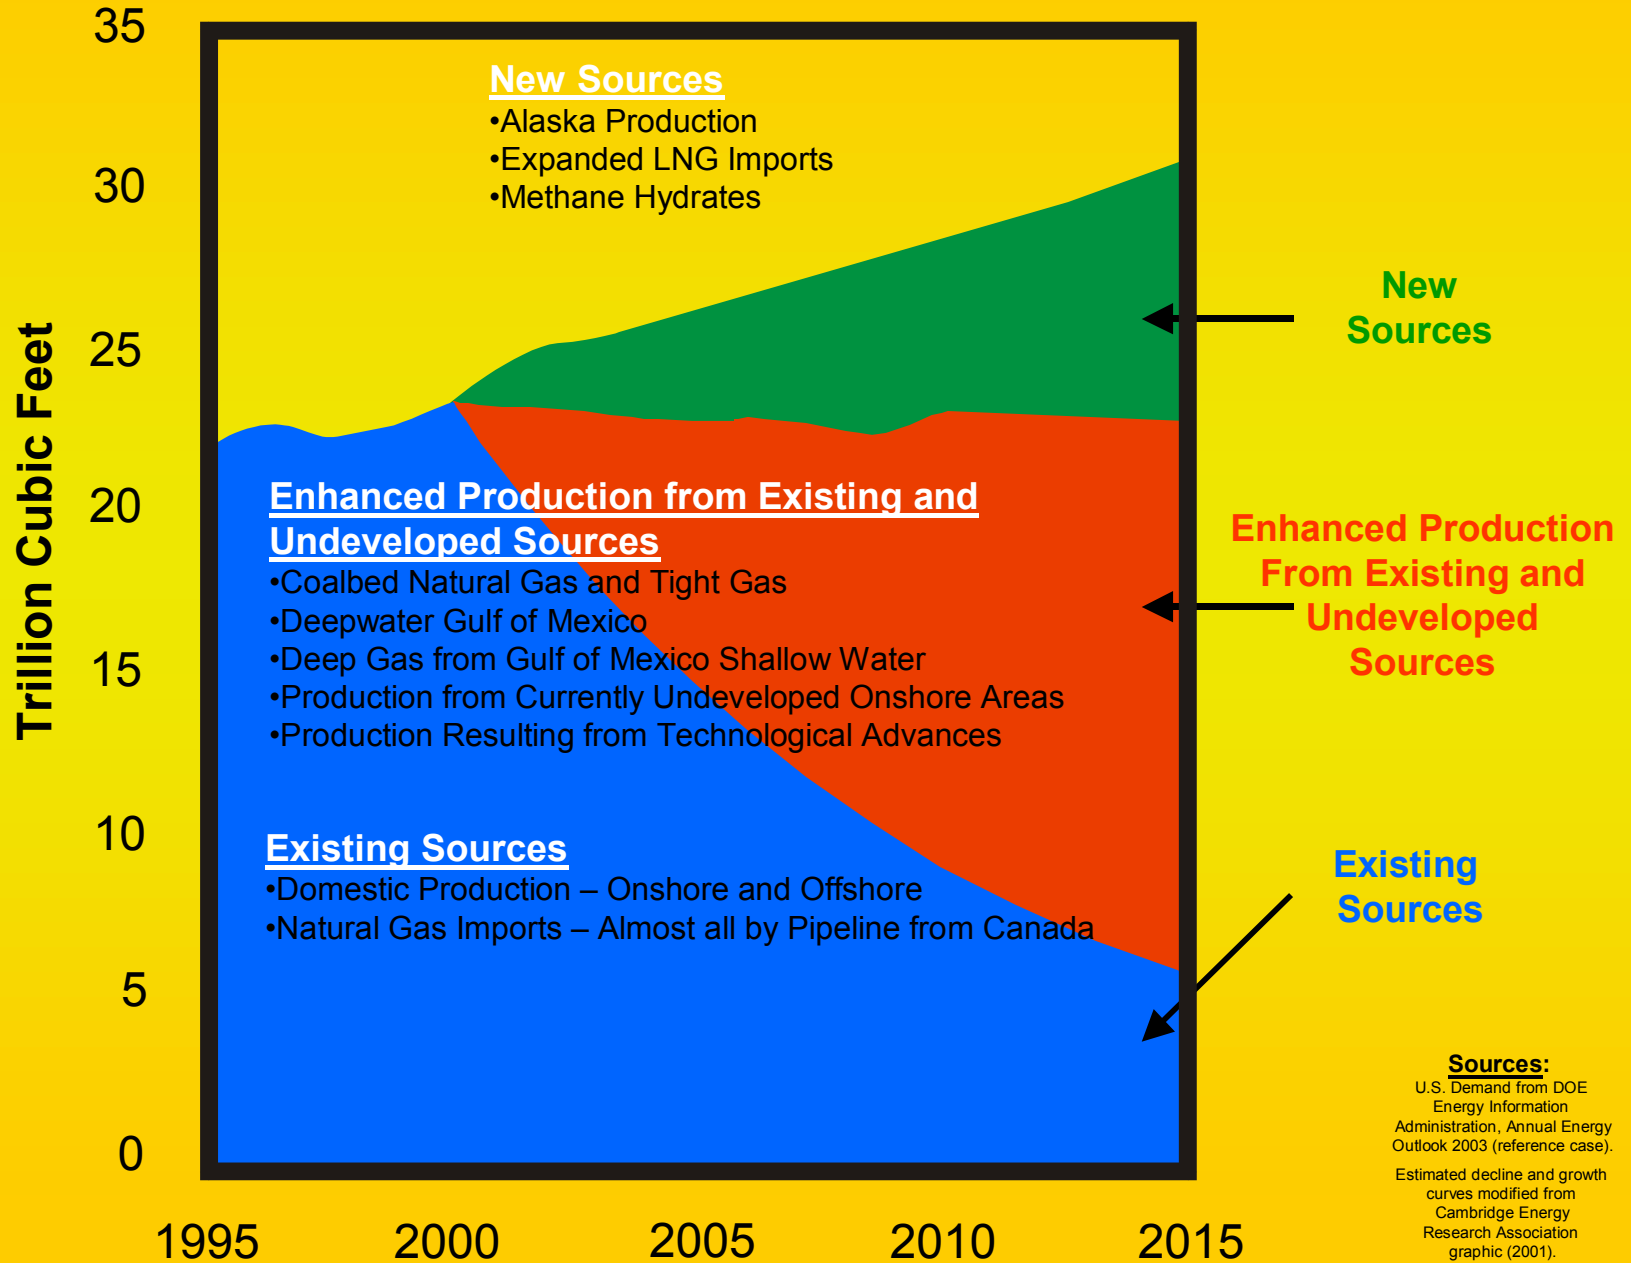 35
30
25
20
15
10
5
0
Trillion Cubic Feet
New Sources
•Alaska Production
•Expanded LNG Imports
•Methane Hydrates
Enhanced Production from Existing and
Undeveloped Sources
•Coalbed Natural Gas and Tight Gas
•Deepwater Gulf of Mexico
•Deep Gas from Gulf of Mexico Shallow Water
•Production from Currently Undeveloped Onshore Areas
•Production Resulting from Technological Advances
Existing Sources
•Domestic Production – Onshore and Offshore
•Natural Gas Imports – Almost all by Pipeline from Canada
New
Sources
Enhanced Production
From Existing and
Undeveloped
Sources
Existing
Sources
1995 2000 2005 2010 2015
Sources:
U.S. Demand from DOE
Energy Information
Administration, Annual Energy
Outlook 2003 (reference case).
Estimated decline and growth
curves modified from
Cambridge Energy
Research Association
graphic (2001).